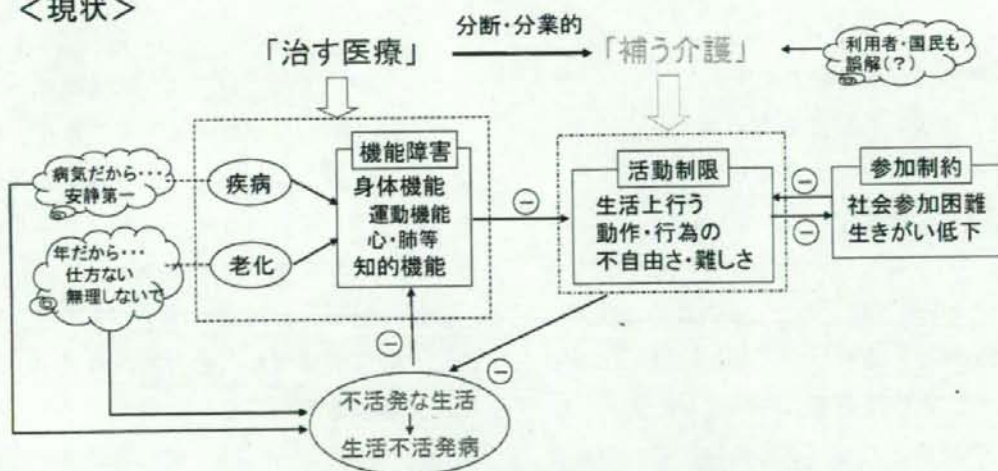 ＜現状＞
分断・分業的
「治す医療」
「補う介護」
利用者・国民も
誤解(？)
病気だから・・・
安静第一
年だから・・・
仕方ない
無理しないで
疾病
老化
機能障害
身体機能
運動機能
心・肺等
知的機能
⊖
活動制限
生活上行う
動作・行為の
不自由さ・難しさ
⊖
⊖
参加制約
社会参加困難
生きがい低下
⊖
⊖
不活発な生活
生活不活発病